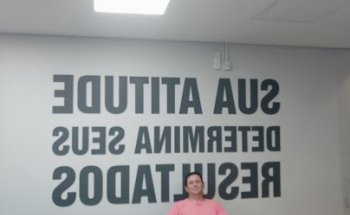 SUA ATITUDE
DETERMINA SEUS
RESULTADOS